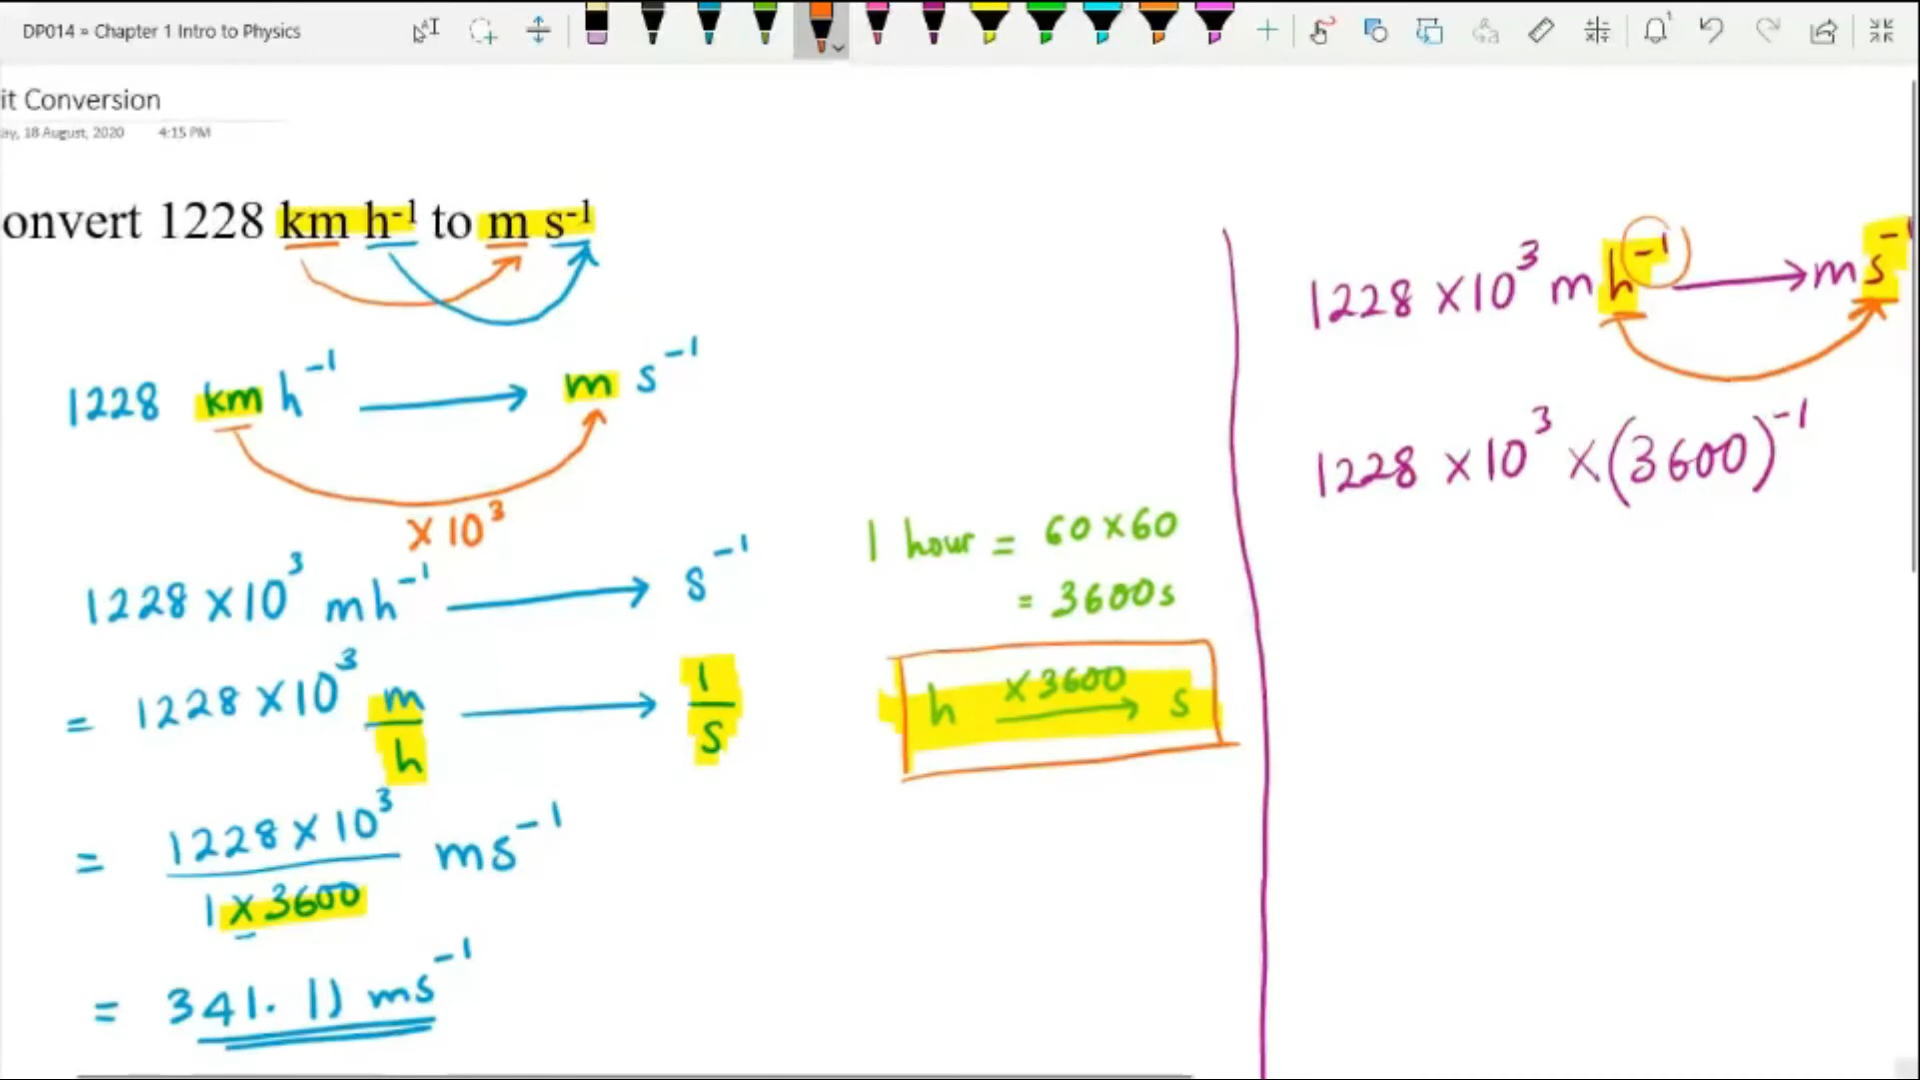 DP014 » Chapter 1 Intro to Physics
it Conversion
ay, 18 August, 2020 4:15 PM
onvert 1228 km h⁻¹ to m s⁻¹
1228 km h⁻¹ → m s⁻¹
×10³
1228 ×10³ mh⁻¹ → s⁻¹
= 1228 ×10³ m/h → 1/s
= 1228 ×10³ / 1 × 3600 ms⁻¹
= 341.11 ms⁻¹
1 hour = 60 × 60
= 3600s
h ×3600 → s
1228 ×10³ m h⁻¹ → m s⁻¹
1228 ×10³ × (3600)⁻¹